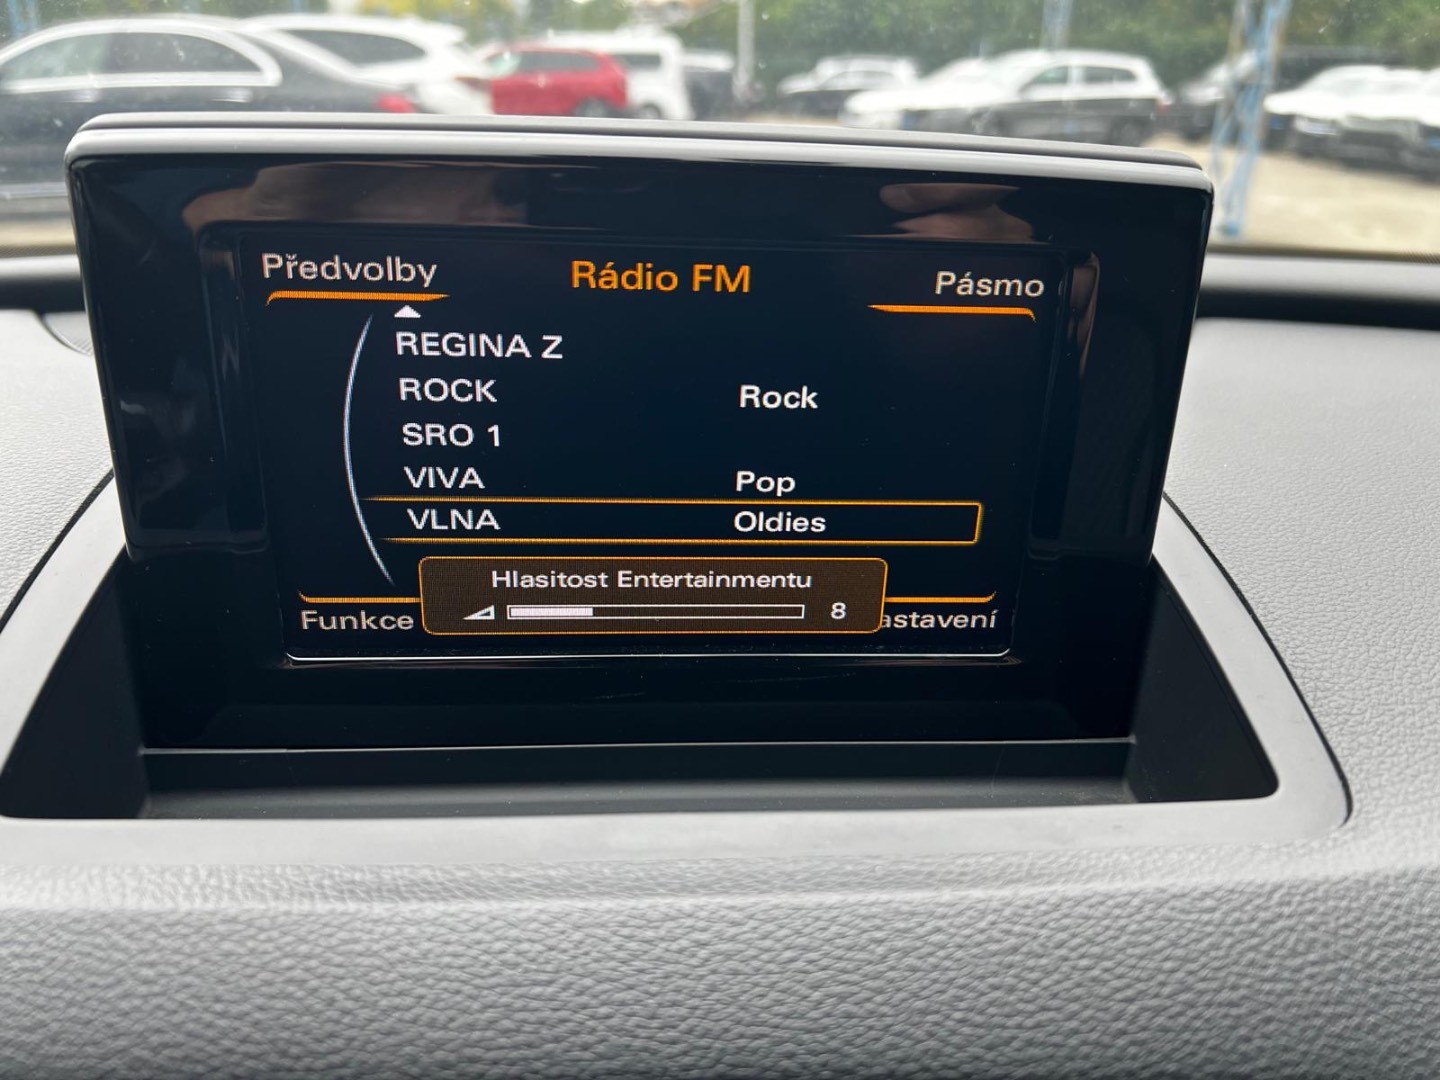 Předvolby Rádio FM Pásmo
REGINA Z
ROCK Rock
SRO 1
VIVA Pop
VLNA Oldies
Hlasitost Entertainmentu
8
Funkce astavení